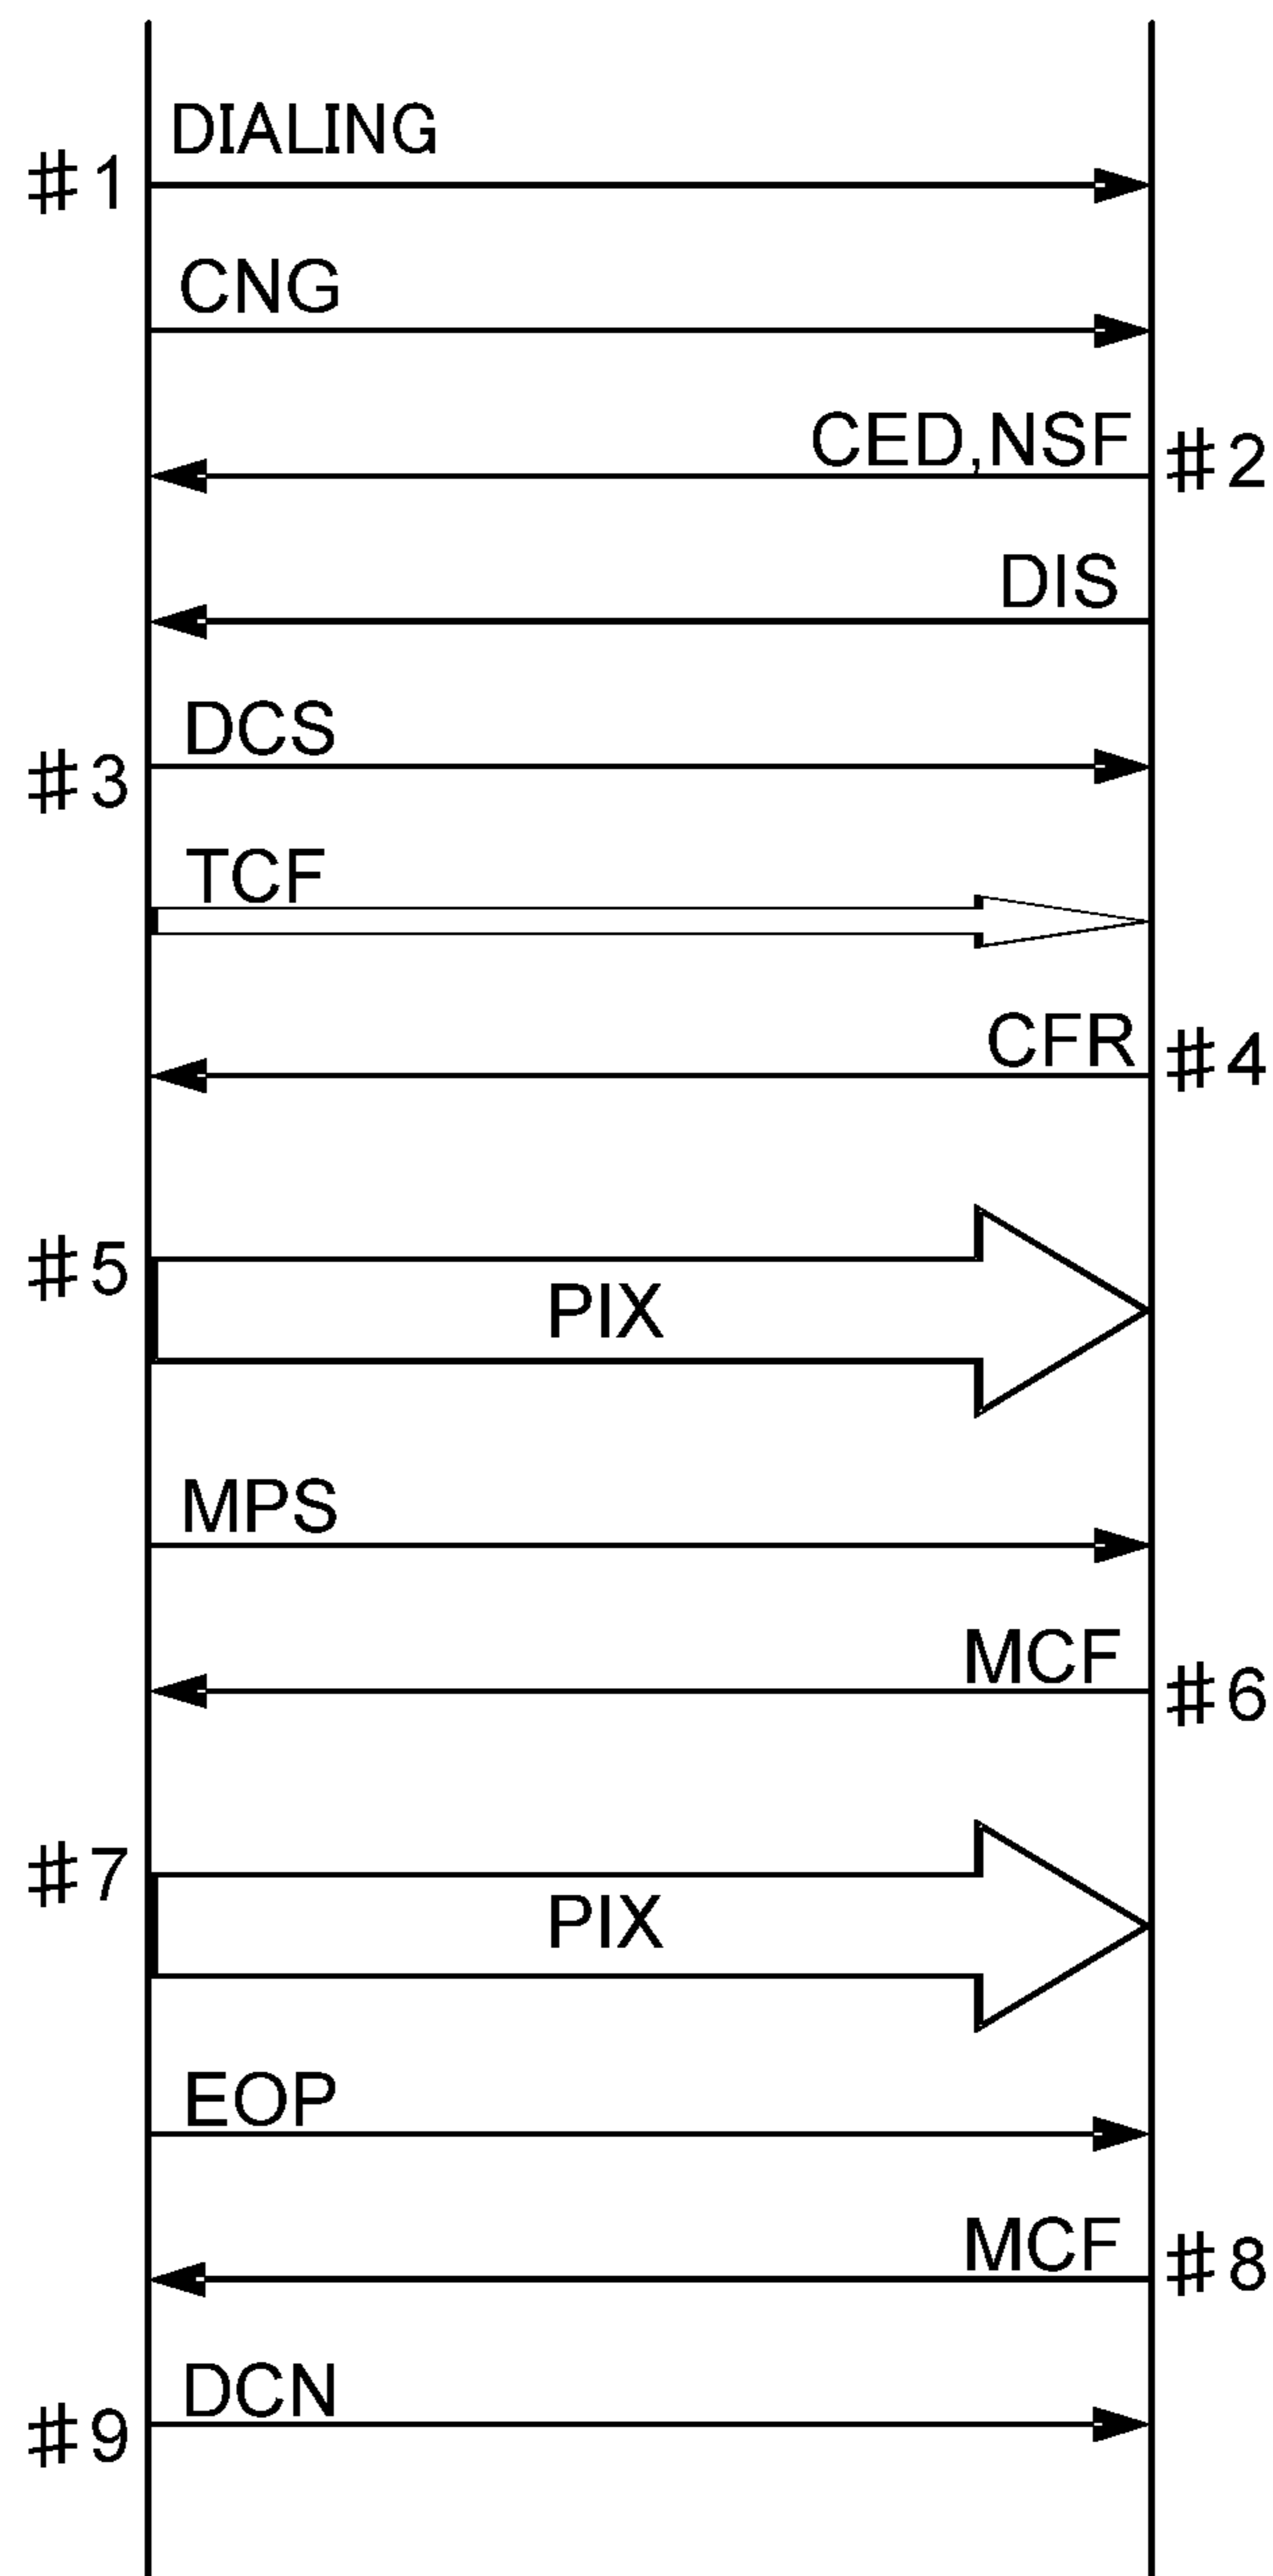 DIALING
#1
CNG
CED,NSF
#2
DIS
DCS
#3
TCF
CFR
#4
#5
PIX
MPS
MCF
#6
#7
PIX
EOP
MCF
#8
DCN
#9